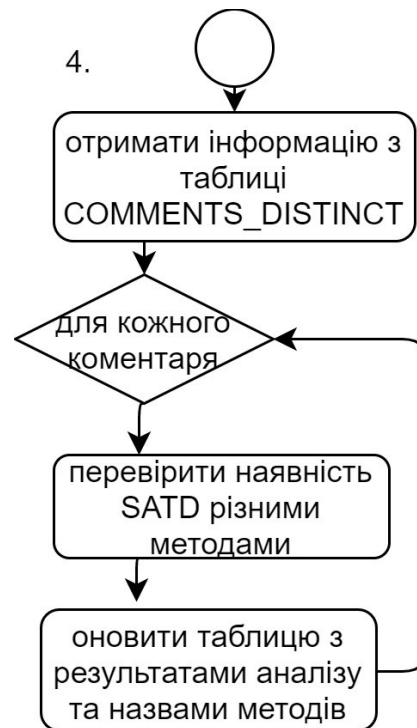 4.
отримати інформацію з
таблиці
COMMENTS_DISTINCT
для кожного
коментаря
перевірити наявність
SATD різними
методами
оновити таблицю з
результатами аналізу
та назвами методів